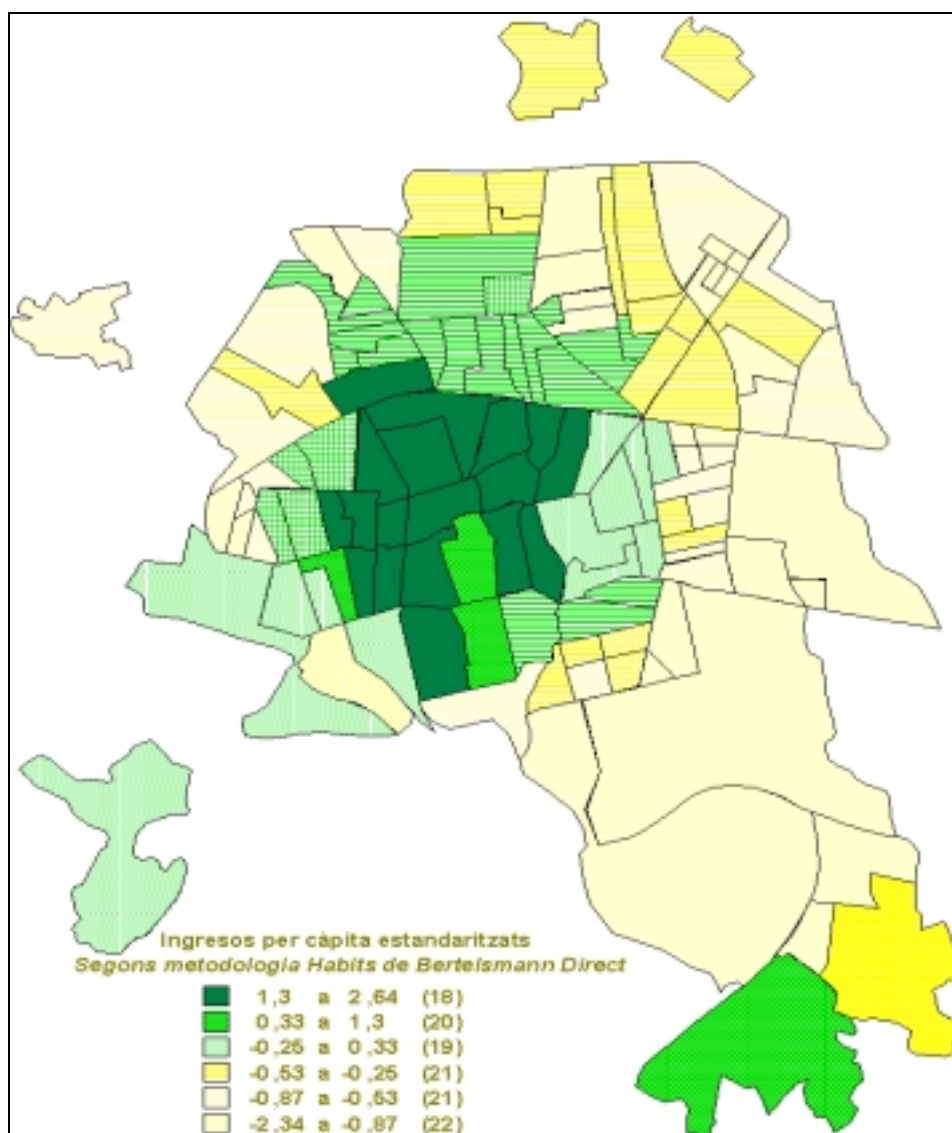 Ingresos per càpita estandaritzats
Segons metodologia Habits de Bertelsmann Direct
1,3 a 2,64 (18)
0,33 a 1,3 (20)
-0,25 a 0,33 (19)
-0,53 a -0,25 (21)
-0,87 a -0,53 (21)
-2,34 a -0,87 (22)